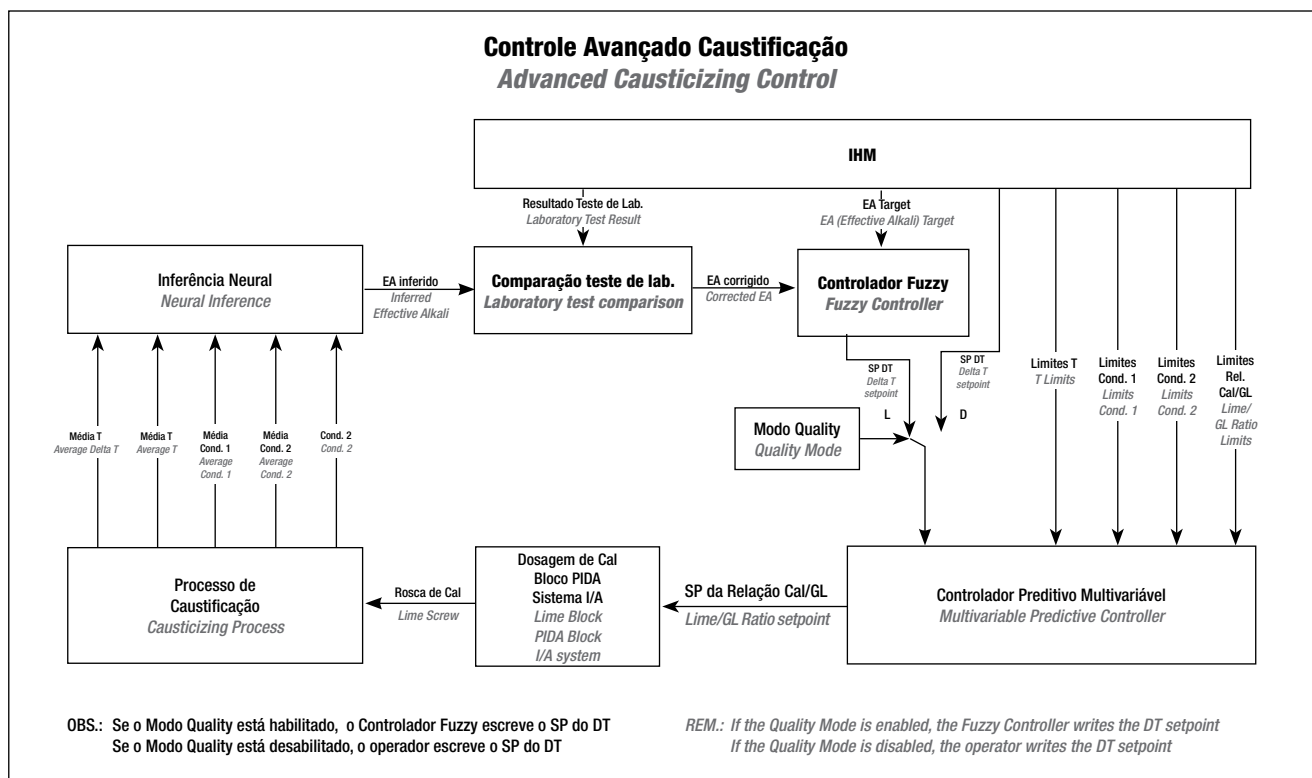 Controle Avançado Caustificação
Advanced Causticizing Control
IHM
Resultado Teste de Lab.
Laboratory Test Result
EA Target
EA (Effective Alkali) Target
Inferência Neural
Neural Inference
EA inferido
Inferred
Effective Alkali
Comparação teste de lab.
Laboratory test comparison
EA corrigido
Corrected EA
Controlador Fuzzy
Fuzzy Controller
SP DT
Delta T
setpoint
SP DT
Delta T
setpoint
L
D
Limites T
T Limits
Limites
Cond. 1
Limits
Cond. 1
Limites
Cond. 2
Limits
Cond. 2
Limites
Rel.
Cal/GL
Lime/
GL Ratio
Limits
Modo Quality
Quality Mode
Média T
Average Delta T
Média T
Average T
Média
Cond. 1
Average
Cond. 1
Média
Cond. 2
Average
Cond. 2
Cond. 2
Cond. 2
Processo de
Caustificação
Causticizing Process
Rosca de Cal
Lime Screw
Dosagem de Cal
Bloco PIDA
Sistema I/A
Lime Block
PIDA Block
I/A system
SP da Relação Cal/GL
Lime/GL Ratio setpoint
Controlador Preditivo Multivariável
Multivariable Predictive Controller
OBS.: Se o Modo Quality está habilitado, o Controlador Fuzzy escreve o SP do DT
Se o Modo Quality está desabilitado, o operador escreve o SP do DT
REM.: If the Quality Mode is enabled, the Fuzzy Controller writes the DT setpoint
If the Quality Mode is disabled, the operator writes the DT setpoint